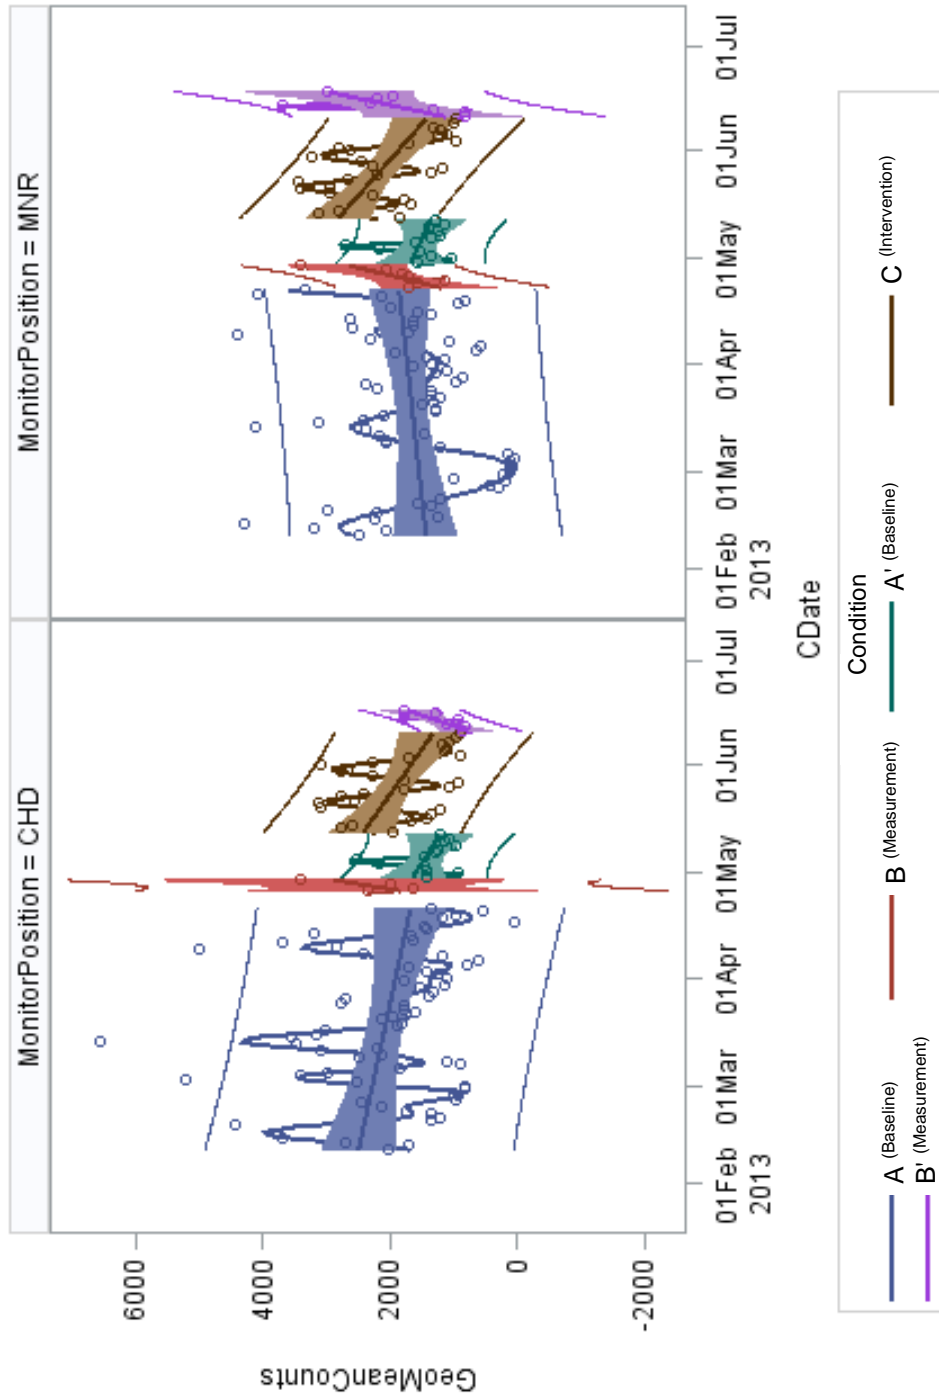 MonitorPosition = CHD
MonitorPosition = MNR
GeoMeanCounts
6000
4000
2000
0
-2000
01Feb 01Mar 01Apr 01May 01Jun 01Jul
2013
01Feb 01Mar 01Apr 01May 01Jun 01Jul
2013
CDate
Condition
A (Baseline) B (Measurement) A' (Baseline) C (Intervention)
B' (Measurement)